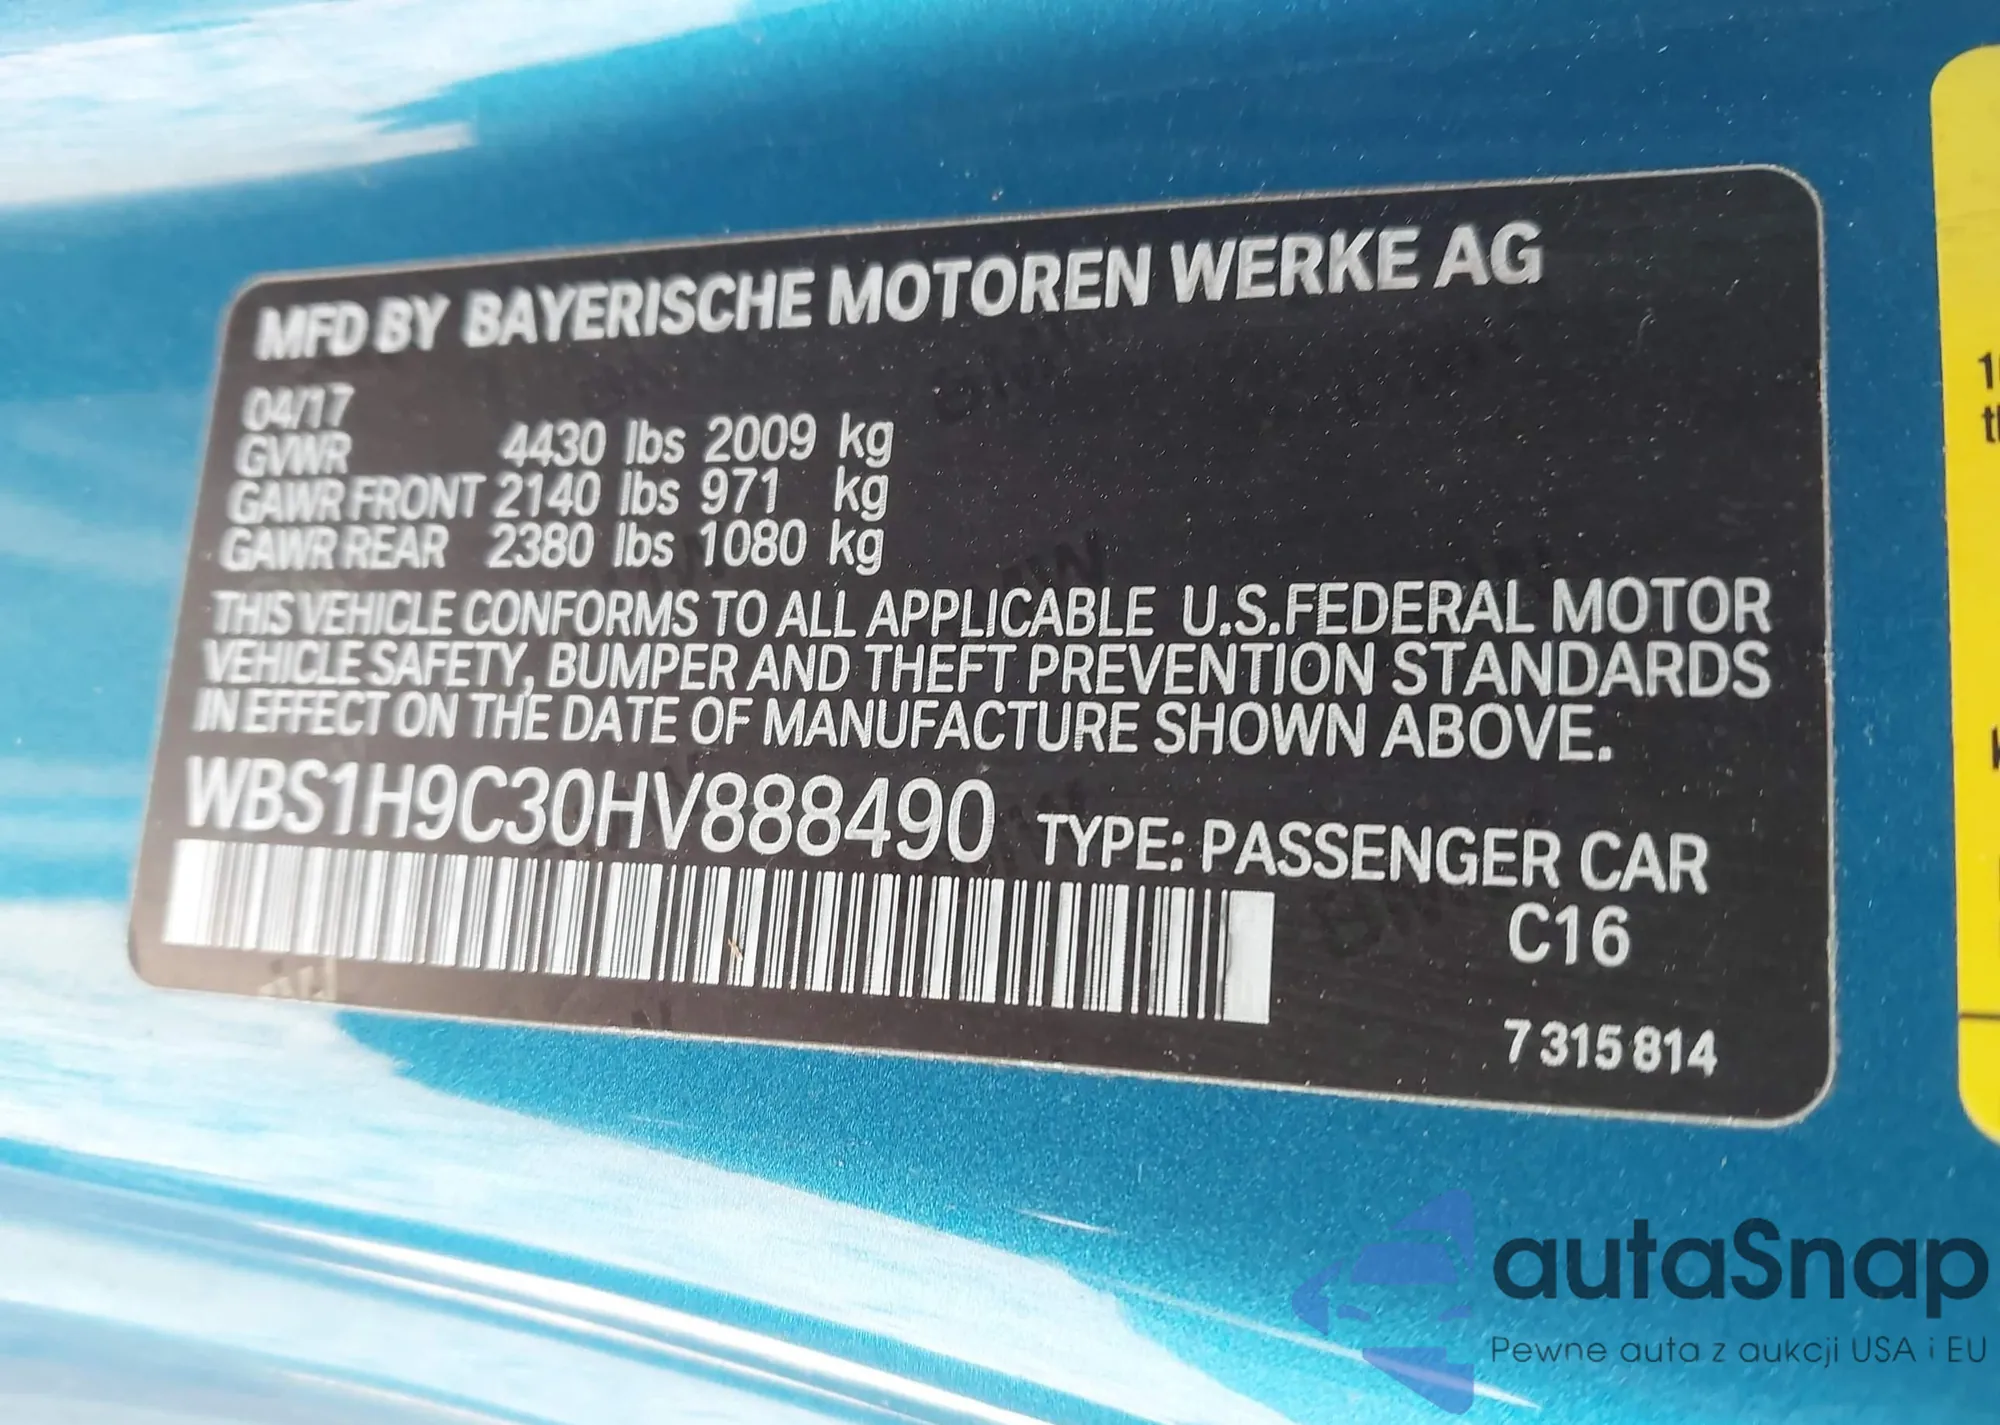 MFD BY BAYERISCHE MOTOREN WERKE AG
04/17
GVWR 4430 lbs 2009 kg
GAWR FRONT 2140 lbs 971 kg
GAWR REAR 2380 lbs 1080 kg
THIS VEHICLE CONFORMS TO ALL APPLICABLE U.S.FEDERAL MOTOR
VEHICLE SAFETY, BUMPER AND THEFT PREVENTION STANDARDS
IN EFFECT ON THE DATE OF MANUFACTURE SHOWN ABOVE.
WBS1H9C30HV888490 TYPE: PASSENGER CAR
C16
7 315 814
autaSnap
Pewne auta z aukcji USA i EU